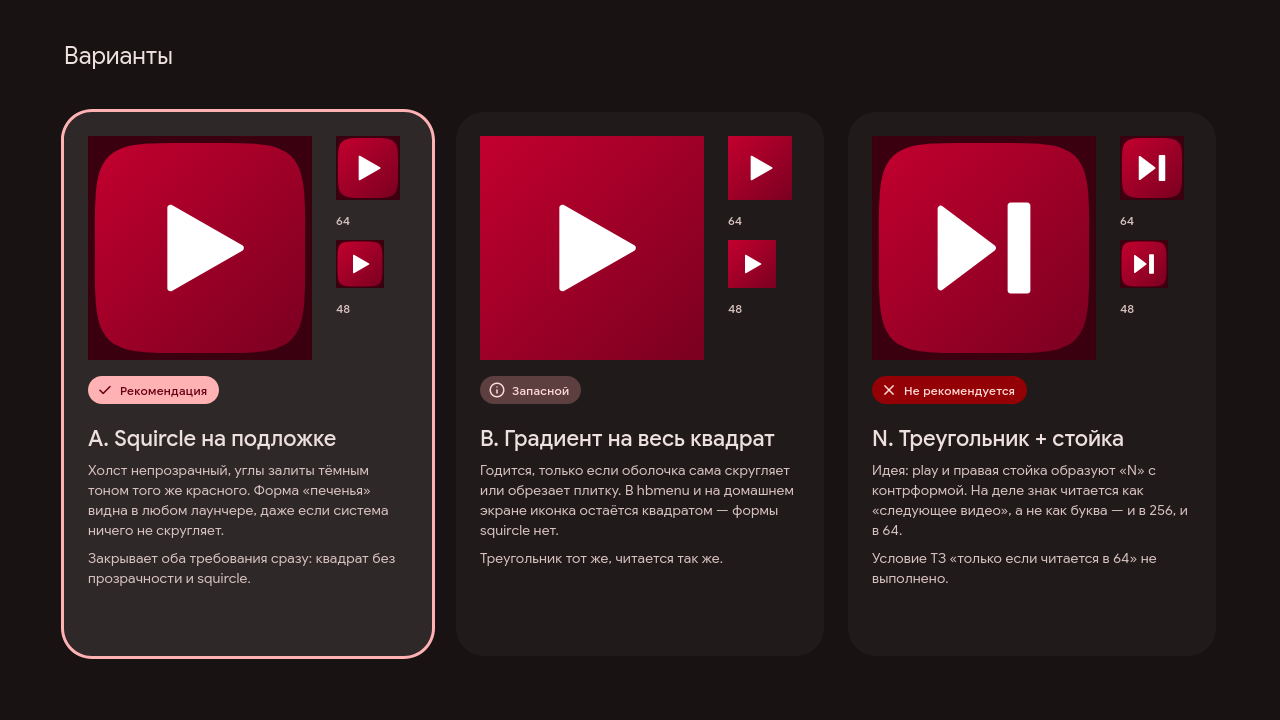 Варианты
64
48
Рекомендация
A. Squircle на подложке
Холст непрозрачный, углы залиты тёмным
тоном того же красного. Форма «печенья»
видна в любом лаунчере, даже если система
ничего не скругляет.
Закрывает оба требования сразу: квадрат без
прозрачности и squircle.
64
48
Запасной
B. Градиент на весь квадрат
Годится, только если оболочка сама скругляет
или обрезает плитку. В hbmenu и на домашнем
экране иконка остаётся квадратом — формы
squircle нет.
Треугольник тот же, читается так же.
64
48
Не рекомендуется
N. Треугольник + стойка
Идея: play и правая стойка образуют «N» с
контрформой. На деле знак читается как
«следующее видео», а не как буква — и в 256, и
в 64.
Условие ТЗ «только если читается в 64» не
выполнено.